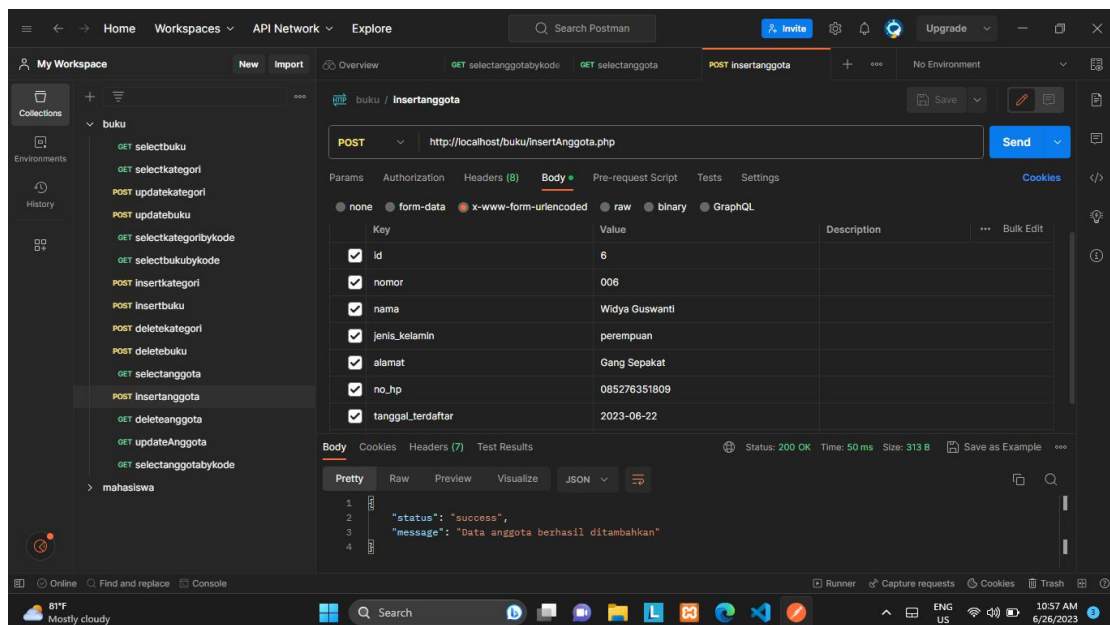 Home Workspaces API Network Explore Search Postman Invite Upgrade
My Workspace New Import Overview GET selectanggotabykode GET selectanggota POST insertanggota No Environment
Collections
Environments
History
buku
GET selectbuku
GET selectkategori
POST updatekategori
POST updatebuku
GET selectkategoribykode
GET selectbukubykode
POST insertkategori
POST insertbuku
POST deletekategori
POST deletebuku
GET selectanggota
POST insertanggota
GET deleteanggota
GET updateAnggota
GET selectanggotabykode
mahasiswa
HTTP buku / insertanggota Save
POST http://localhost/buku/insertAnggota.php Send
Params Authorization Headers (8) Body Pre-request Script Tests Settings Cookies
none form-data x-www-form-urlencoded raw binary GraphQL
Key Value Description Bulk Edit
id 6
nomor 006
nama Widya Guswanti
jenis_kelamin perempuan
alamat Gang Sepakat
no_hp 085276351809
tanggal_terdaftar 2023-06-22
Body Cookies Headers (7) Test Results Status: 200 OK Time: 50 ms Size: 313 B Save as Example
Pretty Raw Preview Visualize JSON
1 {
2 "status": "success",
3 "message": "Data anggota berhasil ditambahkan"
4 }
Online Find and replace Console Runner Capture requests Cookies Trash
81°F
Mostly cloudy
Search
ENG
US
10:57 AM
6/26/2023
3